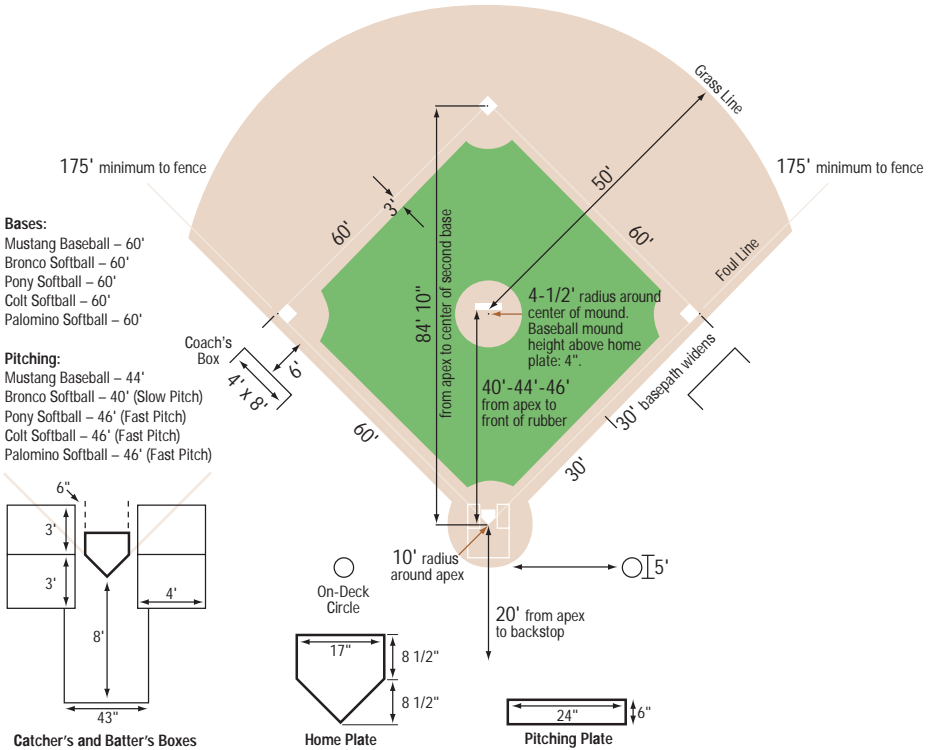 Grass Line
175' minimum to fence
175' minimum to fence
50'
3'
60'
60'
Foul Line
Bases:
Mustang Baseball – 60'
Bronco Softball – 60'
Pony Softball – 60'
Colt Softball – 60'
Palomino Softball – 60'
84' 10"
from apex to center of second base
4-1/2' radius around
center of mound.
Baseball mound
height above home
plate: 4".
Coach's
Box
4' x 8'
6'
40'-44'-46'
from apex to
front of rubber
30' basepath widens
Pitching:
Mustang Baseball – 44'
Bronco Softball – 40' (Slow Pitch)
Pony Softball – 46' (Fast Pitch)
Colt Softball – 46' (Fast Pitch)
Palomino Softball – 46' (Fast Pitch)
60'
30'
6"
3'
3'
4'
8'
43"
Catcher's and Batter's Boxes
10' radius
around apex
On-Deck
Circle
5'
20' from apex
to backstop
17"
8 1/2"
8 1/2"
Home Plate
24"
6"
Pitching Plate